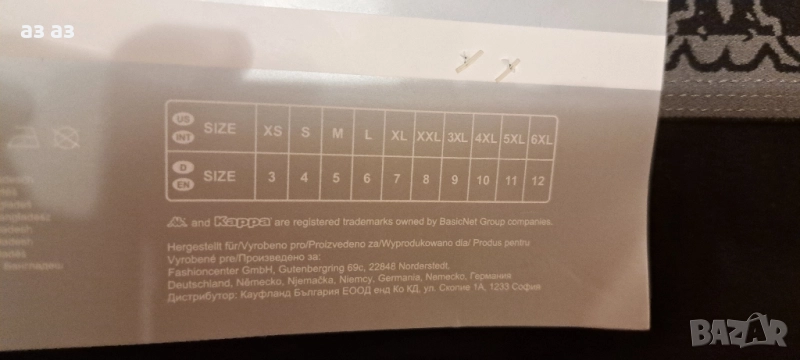 аз аз
US INT SIZE XS S M L XL XXL 3XL 4XL 5XL 6XL
D EN SIZE 3 4 5 6 7 8 9 10 11 12
and Kappa are registered trademarks owned by BasicNet Group companies.
Hergestellt für/Vyrobeno pro/Proizvedeno za/Wyprodukowano dla/ Produs pentru
Vyrobené pre/Произведено за:
Fashioncenter GmbH, Gutenbergring 69c, 22848 Norderstedt,
Deutschland, Německo, Njemačka, Niemcy, Germania, Nemecko, Германия
Дистрибутор: Кауфланд България ЕООД енд Ко КД, ул. Скопие 1А, 1233 София
BAZAR